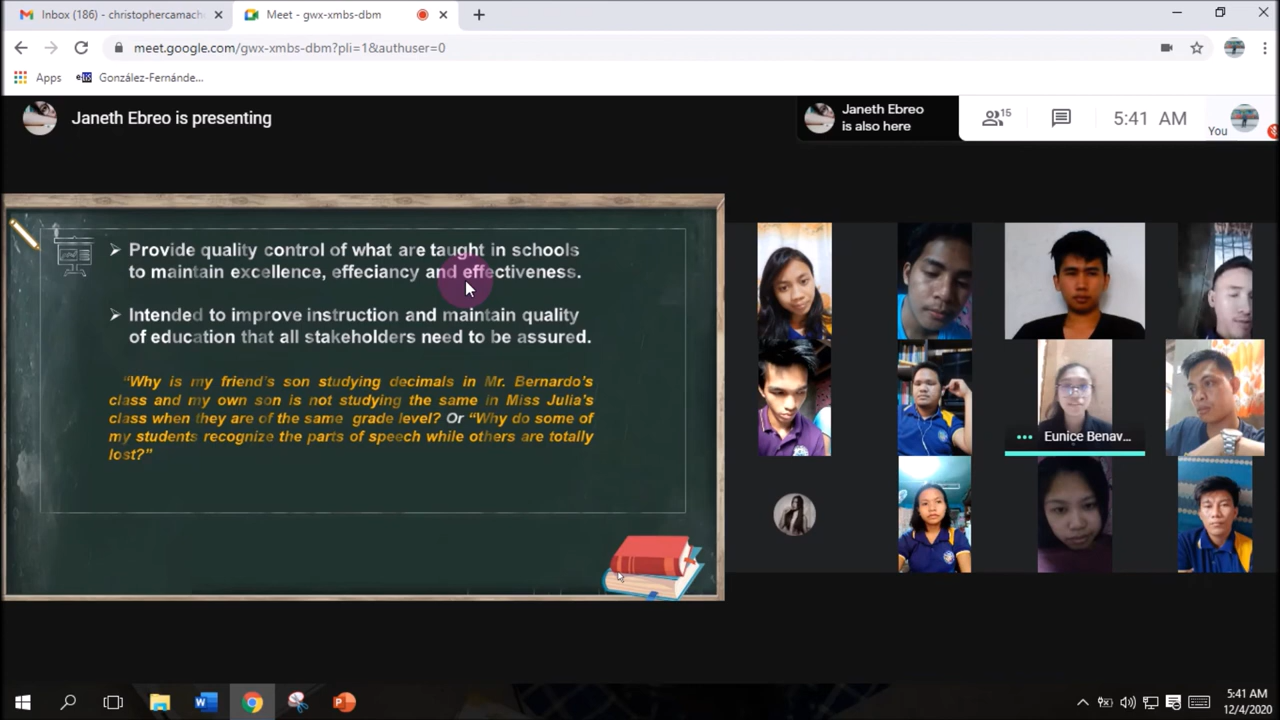 Inbox (186) - christophercamach
Meet - gwx-xmbs-dbm
meet.google.com/gwx-xmbs-dbm?pli=1&authuser=0
Apps
González-Fernánde...
Janeth Ebreo is presenting
Janeth Ebreo
is also here
15
5:41 AM
You
Provide quality control of what are taught in schools
to maintain excellence, effeciancy and effectiveness.
Intended to improve instruction and maintain quality
of education that all stakeholders need to be assured.
"Why is my friend's son studying decimals in Mr. Bernardo's
class and my own son is not studying the same in Miss Julia's
class when they are of the same grade level? Or "Why do some of
my students recognize the parts of speech while others are totally
lost?"
Eunice Benav...
5:41 AM
12/4/2020